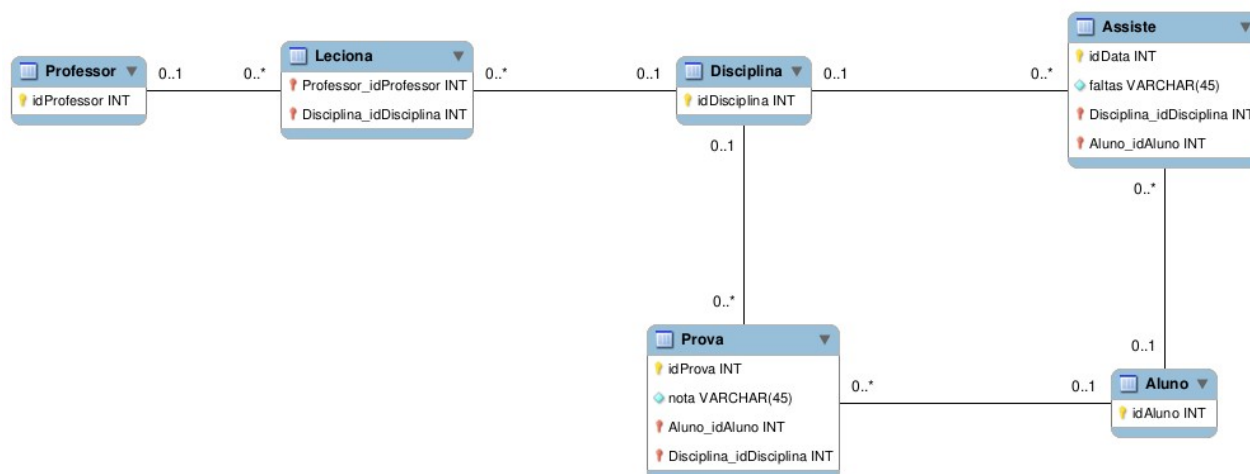 Professor
idProfessor INT
0..1
0..*
Leciona
Professor_idProfessor INT
Disciplina_idDisciplina INT
0..*
0..1
Disciplina
idDisciplina INT
0..1
0..*
Assiste
idData INT
faltas VARCHAR(45)
Disciplina_idDisciplina INT
Aluno_idAluno INT
0..1
0..*
0..*
0..1
Prova
idProva INT
nota VARCHAR(45)
Aluno_idAluno INT
Disciplina_idDisciplina INT
0..*
0..1
Aluno
idAluno INT